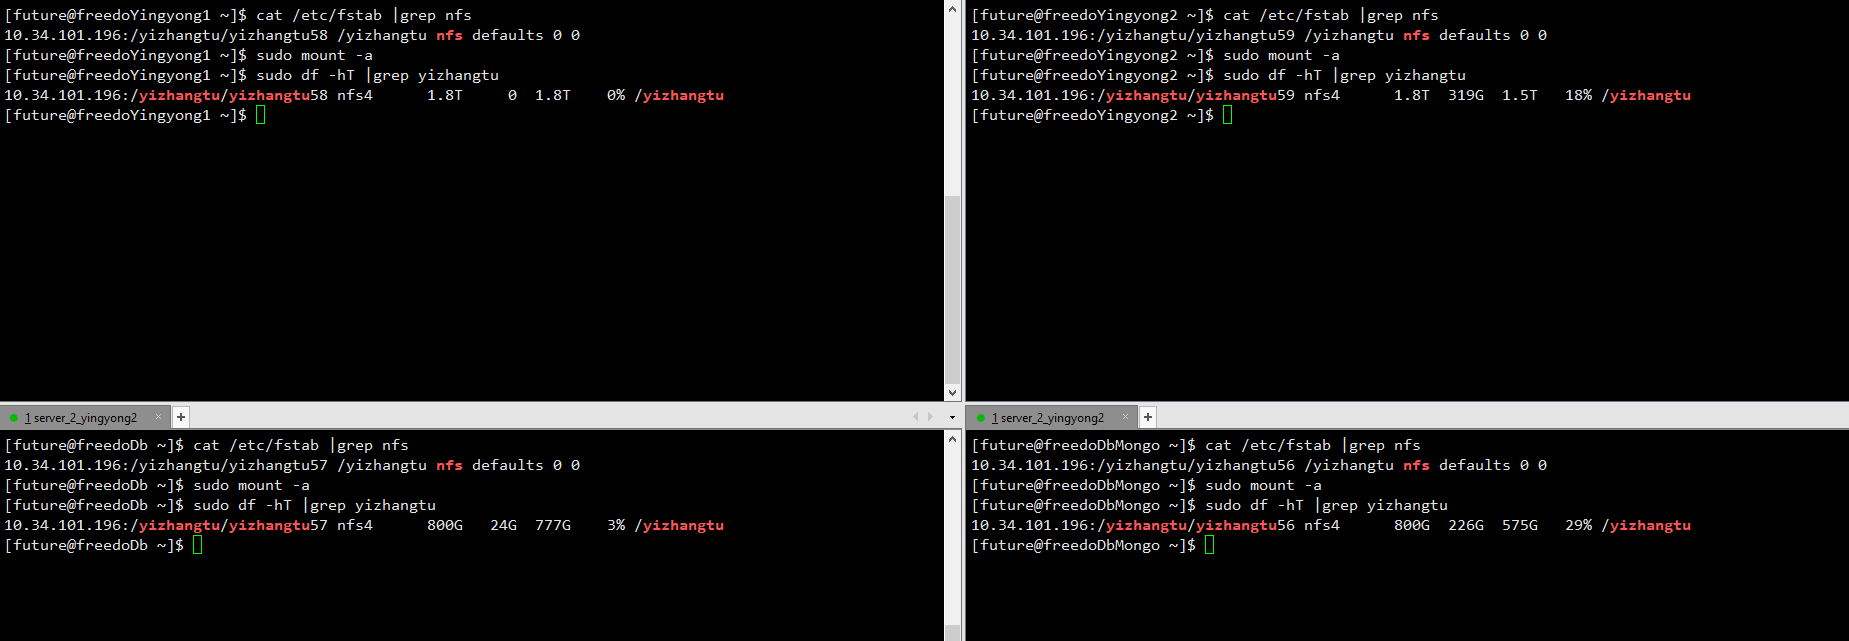 [future@freedoYingyong1 ~]$ cat /etc/fstab |grep nfs
10.34.101.196:/yizhangtu/yizhangtu58 /yizhangtu nfs defaults 0 0
[future@freedoYingyong1 ~]$ sudo mount -a
[future@freedoYingyong1 ~]$ sudo df -hT |grep yizhangtu
10.34.101.196:/yizhangtu/yizhangtu58 nfs4      1.8T     0  1.8T    0% /yizhangtu
[future@freedoYingyong1 ~]$
[future@freedoYingyong2 ~]$ cat /etc/fstab |grep nfs
10.34.101.196:/yizhangtu/yizhangtu59 /yizhangtu nfs defaults 0 0
[future@freedoYingyong2 ~]$ sudo mount -a
[future@freedoYingyong2 ~]$ sudo df -hT |grep yizhangtu
10.34.101.196:/yizhangtu/yizhangtu59 nfs4      1.8T  319G  1.5T   18% /yizhangtu
[future@freedoYingyong2 ~]$
1 server_2_yingyong2 × +
[future@freedoDb ~]$ cat /etc/fstab |grep nfs
10.34.101.196:/yizhangtu/yizhangtu57 /yizhangtu nfs defaults 0 0
[future@freedoDb ~]$ sudo mount -a
[future@freedoDb ~]$ sudo df -hT |grep yizhangtu
10.34.101.196:/yizhangtu/yizhangtu57 nfs4      800G   24G  777G    3% /yizhangtu
[future@freedoDb ~]$
1 server_2_yingyong2 × +
[future@freedoDbMongo ~]$ cat /etc/fstab |grep nfs
10.34.101.196:/yizhangtu/yizhangtu56 /yizhangtu nfs defaults 0 0
[future@freedoDbMongo ~]$ sudo mount -a
[future@freedoDbMongo ~]$ sudo df -hT |grep yizhangtu
10.34.101.196:/yizhangtu/yizhangtu56 nfs4      800G  226G  575G   29% /yizhangtu
[future@freedoDbMongo ~]$